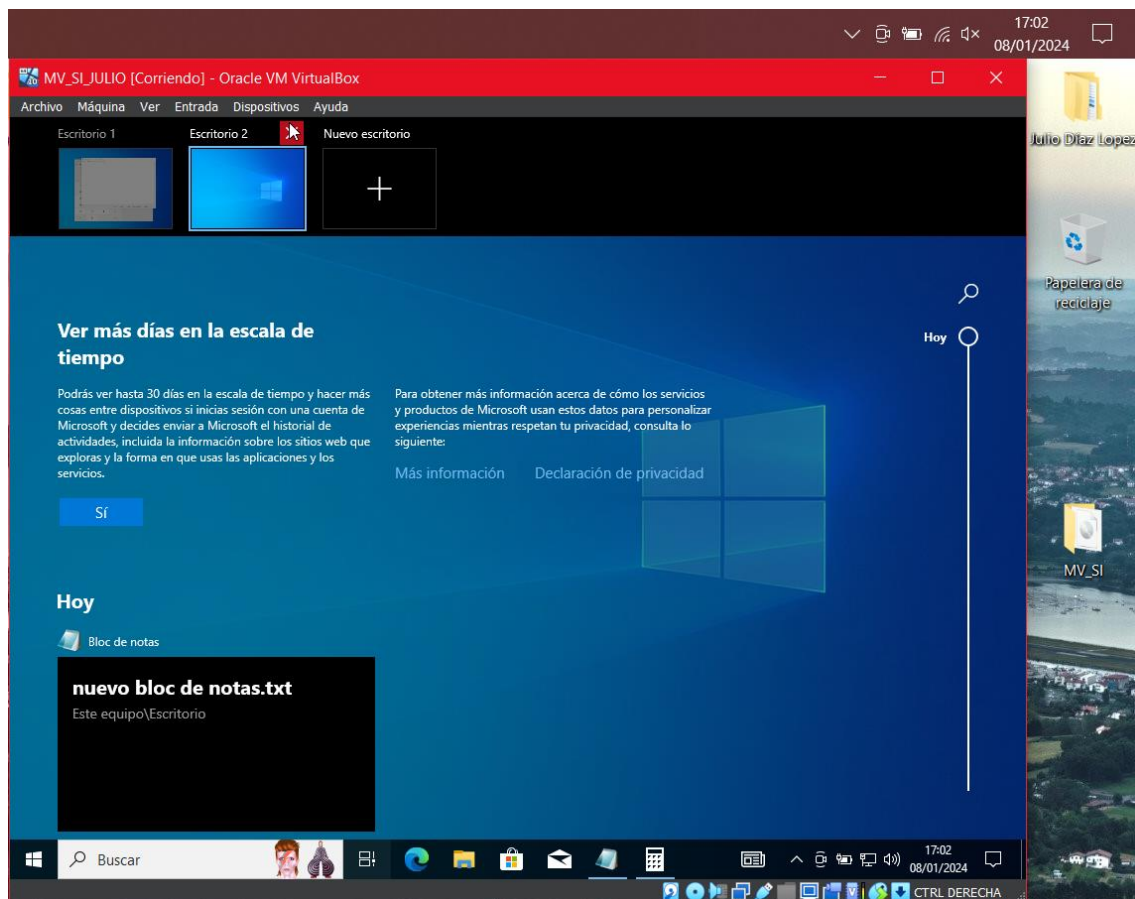 17:02
08/01/2024
MV_SI_JULIO [Corriendo] - Oracle VM VirtualBox
Archivo Máquina Ver Entrada Dispositivos Ayuda
Escritorio 1 Escritorio 2 Nuevo escritorio
Julio Díaz Lopez
Papelera de
reciclaje
Hoy
Ver más días en la escala de
tiempo
Podrás ver hasta 30 días en la escala de tiempo y hacer más
cosas entre dispositivos si inicias sesión con una cuenta de
Microsoft y decides enviar a Microsoft el historial de
actividades, incluida la información sobre los sitios web que
exploras y la forma en que usas las aplicaciones y los
servicios.
Para obtener más información acerca de cómo los servicios
y productos de Microsoft usan estos datos para personalizar
experiencias mientras respetan tu privacidad, consulta lo
siguiente:
Más información Declaración de privacidad
Sí
MV_SI
Hoy
Bloc de notas
nuevo bloc de notas.txt
Este equipo\Escritorio
Buscar
17:02
08/01/2024
CTRL DERECHA